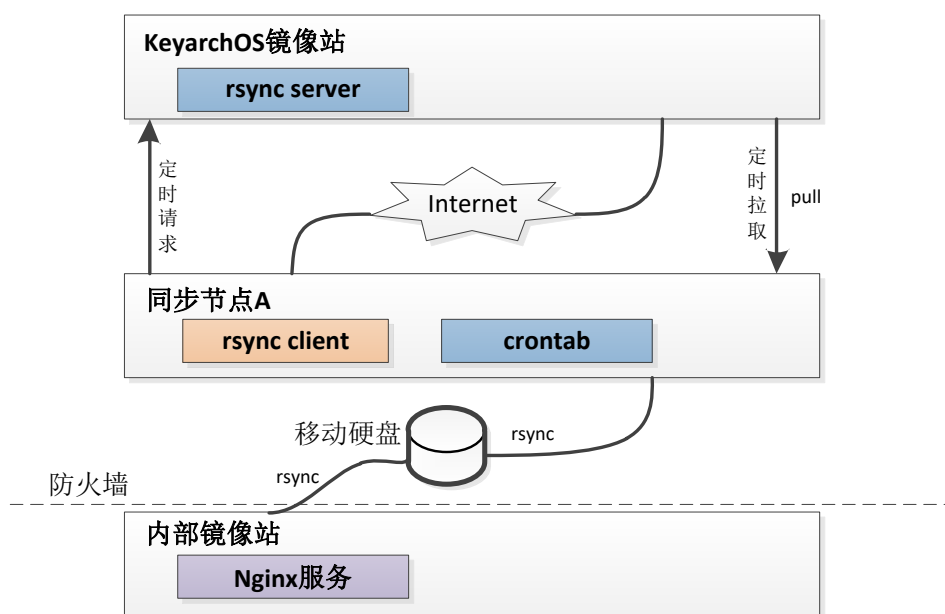 KeyarchOS镜像站
rsync server
定时请求
Internet
定时拉取
pull
同步节点A
rsync client
crontab
移动硬盘
rsync
rsync
防火墙
内部镜像站
Nginx服务